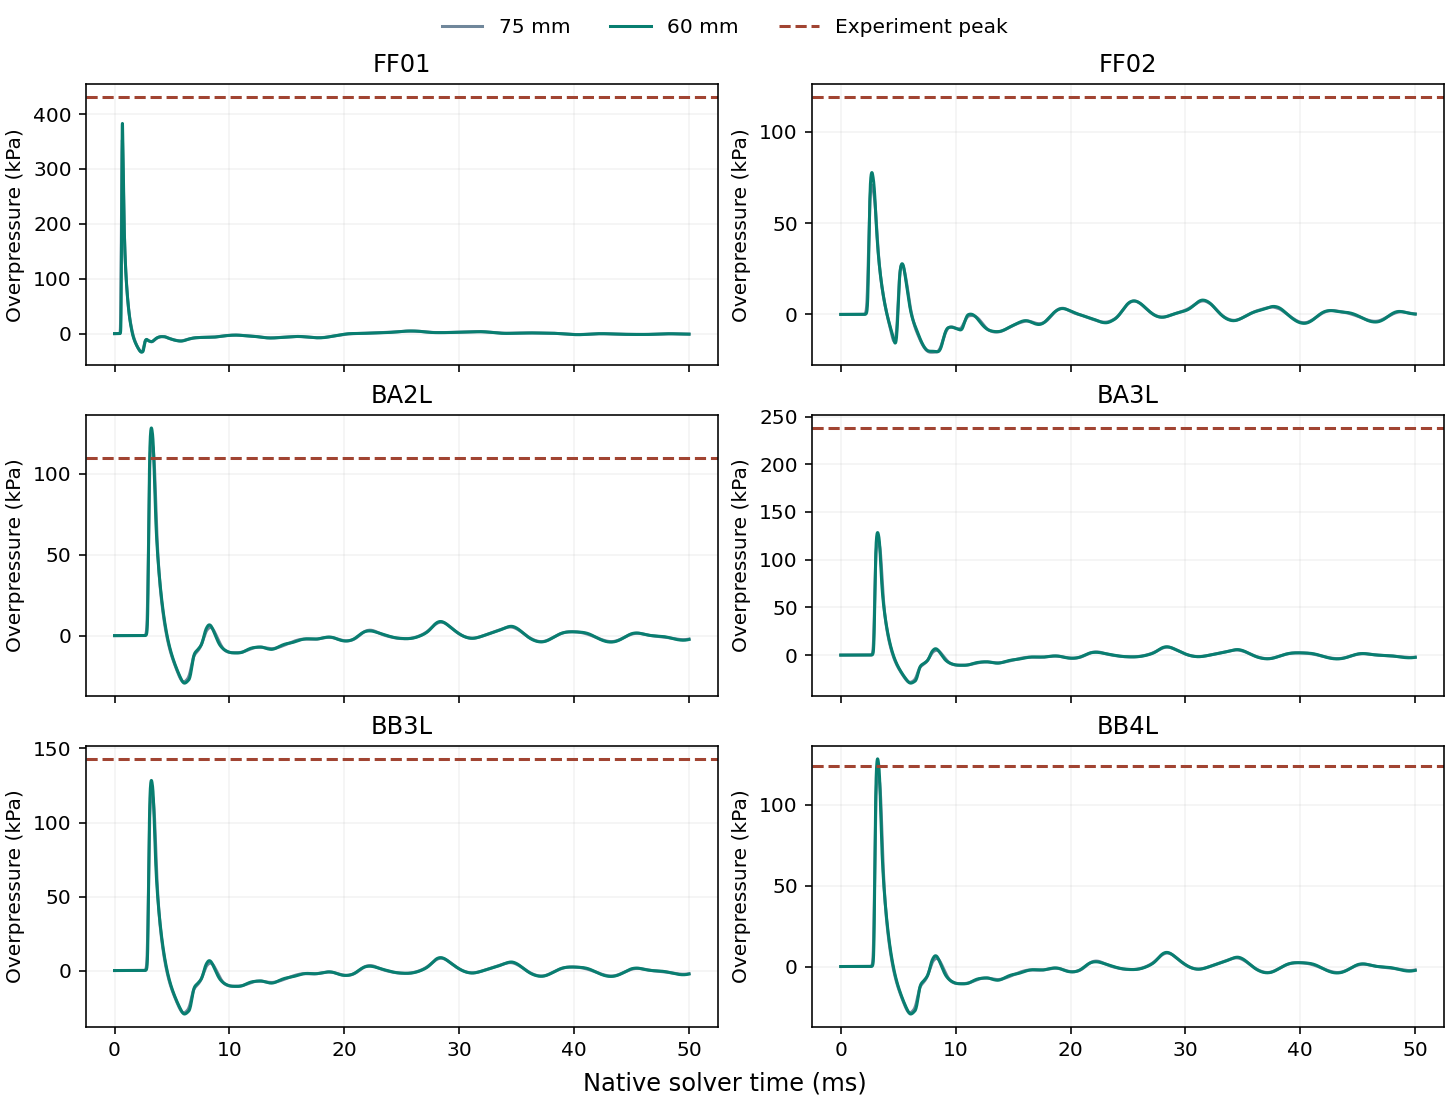 75 mm 60 mm Experiment peak
FF01
Overpressure (kPa)
400
300
200
100
0
FF02
Overpressure (kPa)
100
50
0
BA2L
Overpressure (kPa)
100
50
0
BA3L
Overpressure (kPa)
250
200
150
100
50
0
BB3L
Overpressure (kPa)
150
100
50
0
0 10 20 30 40 50
BB4L
Overpressure (kPa)
100
50
0
0 10 20 30 40 50
Native solver time (ms)